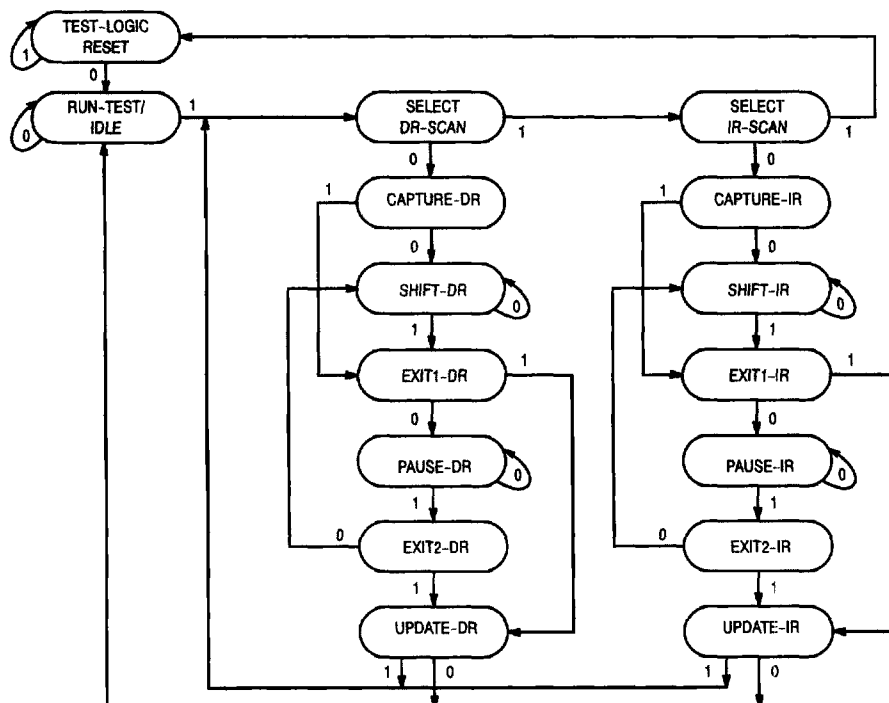 TEST-LOGIC
RESET
1
0
RUN-TEST/
IDLE
0
1
SELECT
DR-SCAN
1
0
SELECT
IR-SCAN
1
0
1
CAPTURE-DR
0
1
CAPTURE-IR
0
SHIFT-DR
0
1
SHIFT-IR
0
1
EXIT1-DR
1
0
EXIT1-IR
1
0
PAUSE-DR
0
1
PAUSE-IR
0
1
0
EXIT2-DR
1
0
EXIT2-IR
1
UPDATE-DR
1
0
UPDATE-IR
1
0